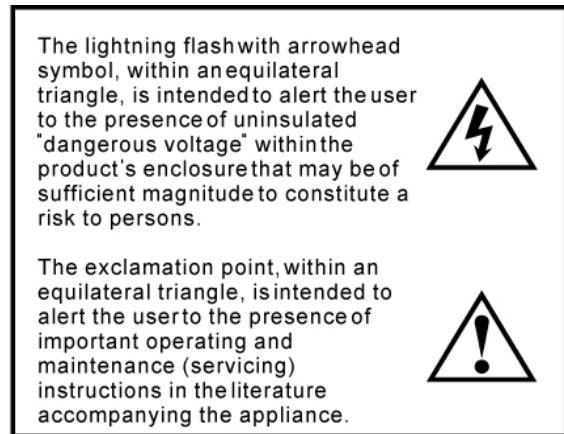 The lightning flash with arrowhead
symbol, within an equilateral
triangle, is intended to alert the user
to the presence of uninsulated
"dangerous voltage" within the
product's enclosure that may be of
sufficient magnitude to constitute a
risk to persons.
The exclamation point, within an
equilateral triangle, is intended to
alert the user to the presence of
important operating and
maintenance (servicing)
instructions in the literature
accompanying the appliance.